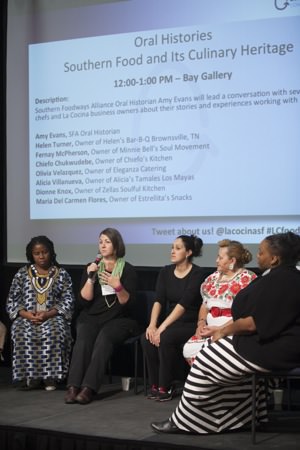 Oral Histories
Southern Food and Its Culinary Heritage
12:00-1:00 PM – Bay Gallery
Description:
Southern Foodways Alliance Oral Historian Amy Evans will lead a conversation with
chefs and La Cocina business owners about their stories and experiences working with
Amy Evans, SFA Oral Historian
Helen Turner, Owner of Helen's Bar-B-Q Brownsville, TN
Fernay McPherson, Owner of Minnie Bell's Soul Movement
Chiefo Chukwudebe, Owner of Chiefo's Kitchen
Olivia Velazquez, Owner of Eleganza Catering
Alicia Villanueva, Owner of Alicia's Tamales Los Mayas
Dionne Knox, Owner of Zellas Soulful Kitchen
Maria Del Carmen Flores, Owner of Estrellita's Snacks
Tweet about us! @lacocinasf #LCfood